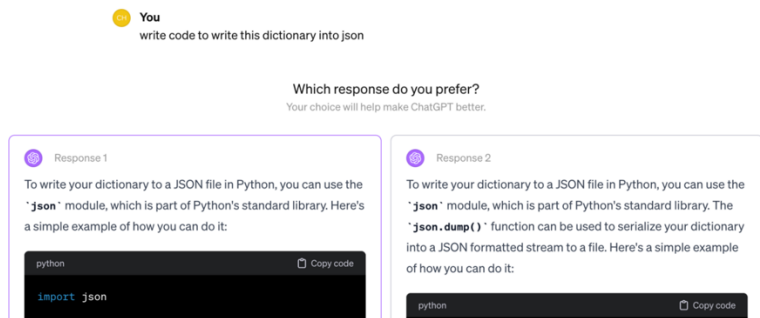 CH You
write code to write this dictionary into json
Which response do you prefer?
Your choice will help make ChatGPT better.
Response 1
To write your dictionary to a JSON file in Python, you can use the
`json` module, which is part of Python's standard library. Here's
a simple example of how you can do it:
python Copy code
import json
Response 2
To write your dictionary to a JSON file in Python, you can use the
`json` module, which is part of Python's standard library. The
`json.dump()` function can be used to serialize your dictionary
into a JSON formatted stream to a file. Here's a simple example
of how you can do it:
python Copy code